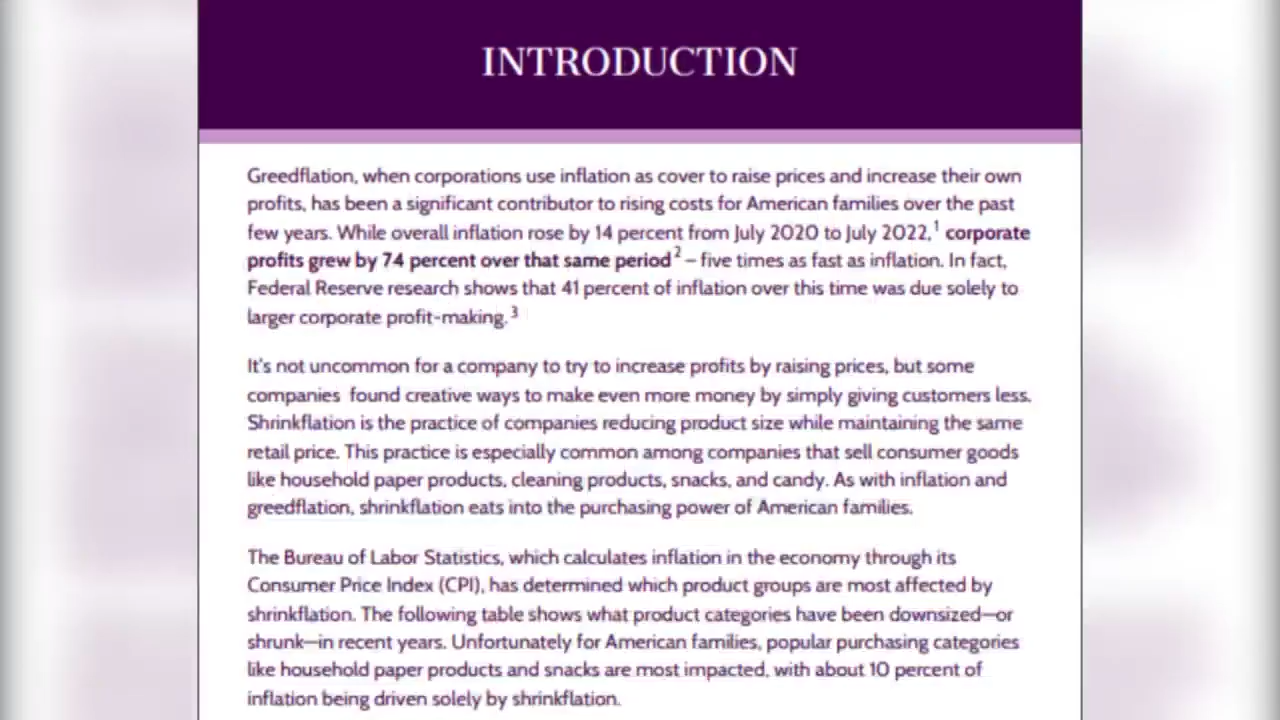 INTRODUCTION
Greedflation, when corporations use inflation as cover to raise prices and increase their own
profits, has been a significant contributor to rising costs for American families over the past
few years. While overall inflation rose by 14 percent from July 2020 to July 2022,1 corporate
profits grew by 74 percent over that same period2 – five times as fast as inflation. In fact,
Federal Reserve research shows that 41 percent of inflation over this time was due solely to
larger corporate profit-making.3
It's not uncommon for a company to try to increase profits by raising prices, but some
companies found creative ways to make even more money by simply giving customers less.
Shrinkflation is the practice of companies reducing product size while maintaining the same
retail price. This practice is especially common among companies that sell consumer goods
like household paper products, cleaning products, snacks, and candy. As with inflation and
greedflation, shrinkflation eats into the purchasing power of American families.
The Bureau of Labor Statistics, which calculates inflation in the economy through its
Consumer Price Index (CPI), has determined which product groups are most affected by
shrinkflation. The following table shows what product categories have been downsized—or
shrunk—in recent years. Unfortunately for American families, popular purchasing categories
like household paper products and snacks are most impacted, with about 10 percent of
inflation being driven solely by shrinkflation.